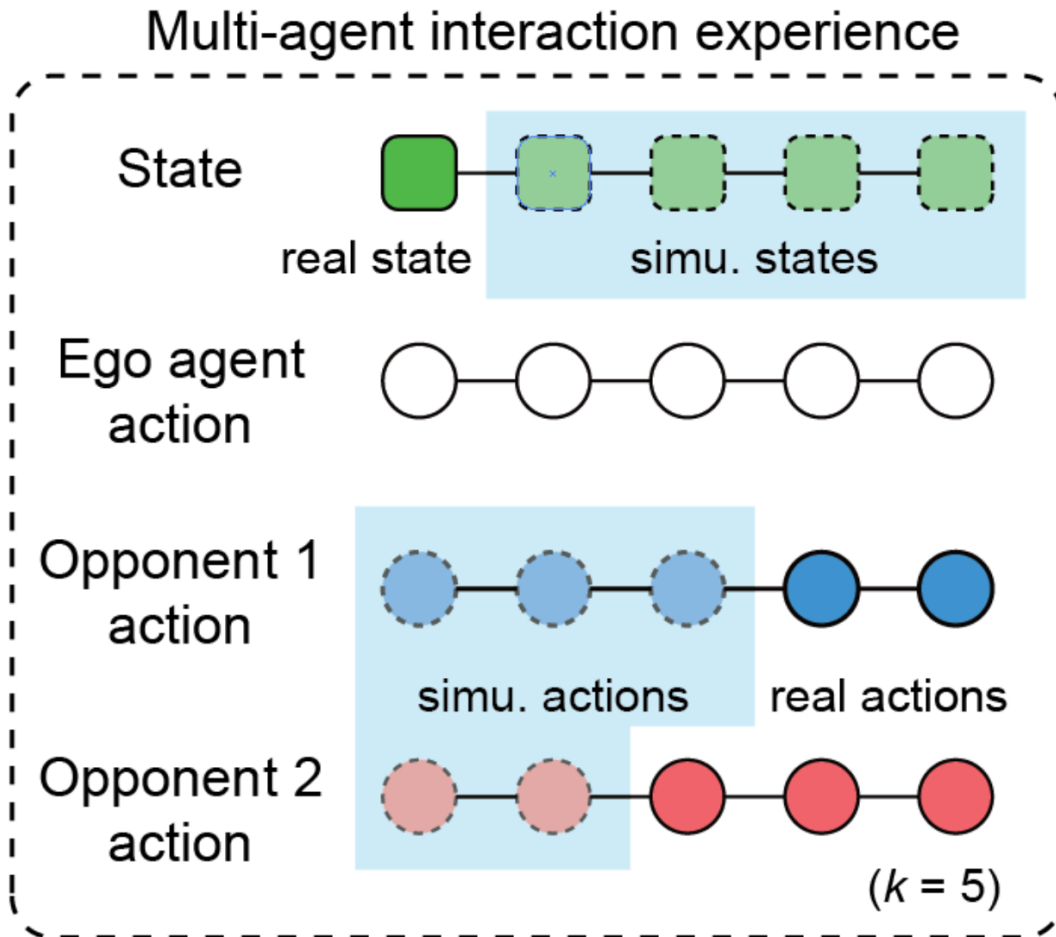 Multi-agent interaction experience
State
real state
simu. states
Ego agent
action
Opponent 1
action
simu. actions
real actions
Opponent 2
action
(k = 5)